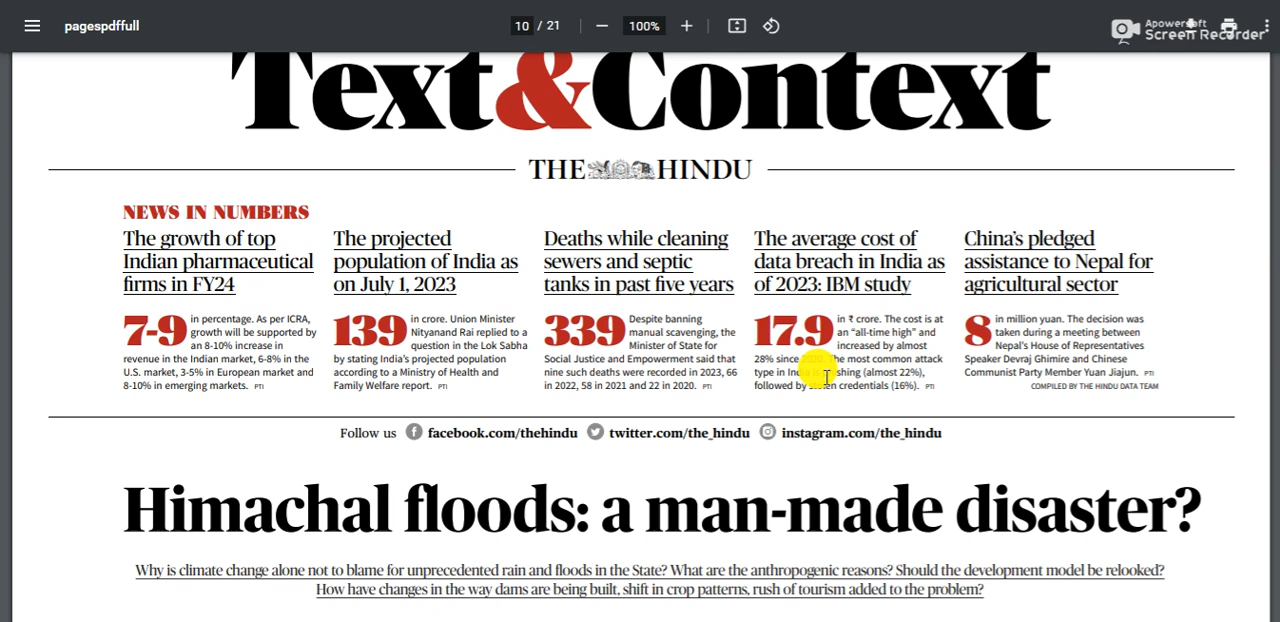 pagespdffull
10 / 21
100%
Apowersoft
Screen Recorder
Text&Context
THE HINDU
NEWS IN NUMBERS
The growth of top
Indian pharmaceutical
firms in FY24
7-9 in percentage. As per ICRA,
growth will be supported by
an 8-10% increase in
revenue in the Indian market, 6-8% in the
U.S. market, 3-5% in European market and
8-10% in emerging markets. PTI
The projected
population of India as
on July 1, 2023
139 in crore. Union Minister
Nityanand Rai replied to a
question in the Lok Sabha
by stating India's projected population
according to a Ministry of Health and
Family Welfare report. PTI
Deaths while cleaning
sewers and septic
tanks in past five years
339 Despite banning
manual scavenging, the
Minister of State for
Social Justice and Empowerment said that
nine such deaths were recorded in 2023, 66
in 2022, 58 in 2021 and 22 in 2020. PTI
The average cost of
data breach in India as
of 2023: IBM study
17.9 in ₹ crore. The cost is at
an “all-time high” and
increased by almost
28% since 2020. The most common attack
type in India is phishing (almost 22%),
followed by stolen credentials (16%). PTI
China's pledged
assistance to Nepal for
agricultural sector
8 in million yuan. The decision was
taken during a meeting between
Nepal's House of Representatives
Speaker Devraj Ghimire and Chinese
Communist Party Member Yuan Jiajun. PTI
COMPILED BY THE HINDU DATA TEAM
Follow us facebook.com/thehindu twitter.com/the_hindu instagram.com/the_hindu
Himachal floods: a man-made disaster?
Why is climate change alone not to blame for unprecedented rain and floods in the State? What are the anthropogenic reasons? Should the development model be relooked?
How have changes in the way dams are being built, shift in crop patterns, rush of tourism added to the problem?